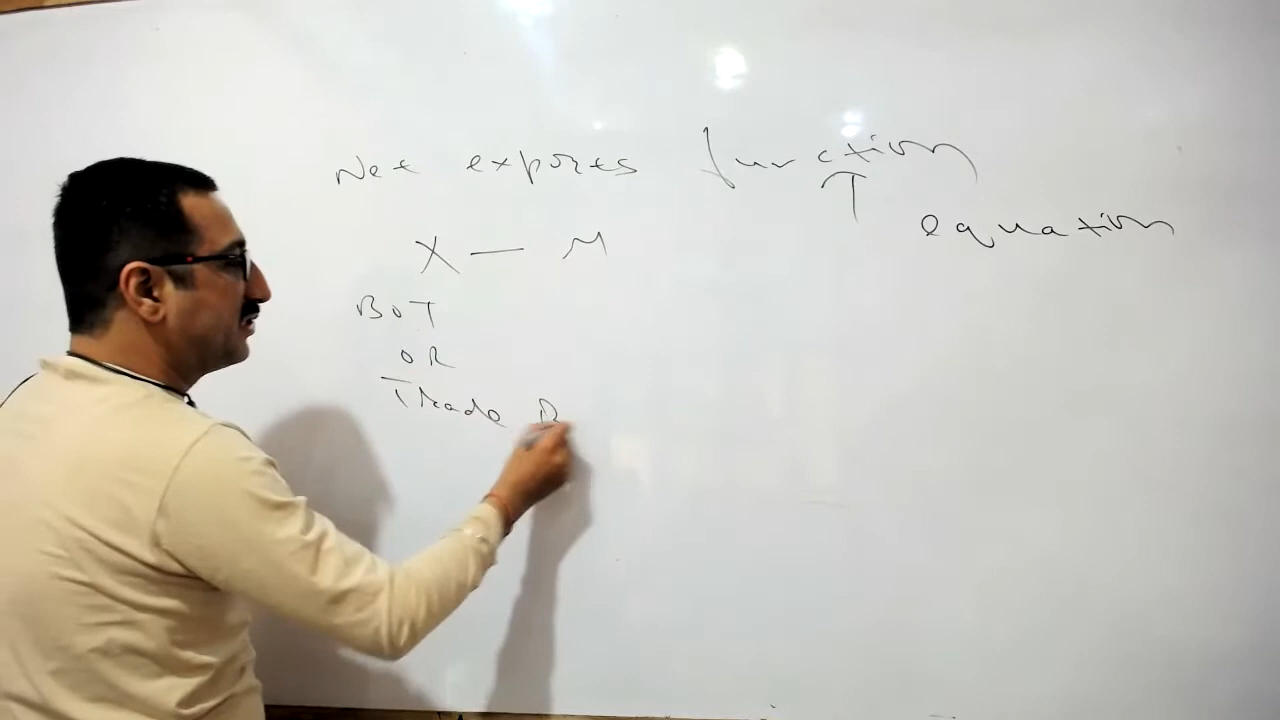 Net exports function
equation
X — M
BOT
OR
Trade B